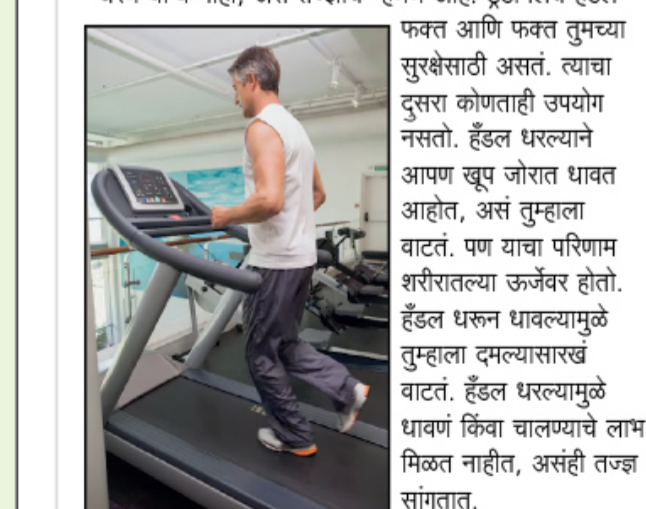 फक्त आणि फक्त तुमच्या
सुरक्षेसाठी असतं. त्याचा
दुसरा कोणताही उपयोग
नसतो. हँडल धरल्याने
आपण खूप जोरात धावत
आहोत, असं तुम्हाला
वाटतं. पण याचा परिणाम
शरीरातल्या ऊर्जेवर होतो.
हँडल धरून धावल्यामुळे
तुम्हाला दमल्यासारखं
वाटतं. हँडल धरल्यामुळे
धावणं किंवा चालण्याचे लाभ
मिळत नाहीत, असंही तज्ज्ञ
सांगतात.